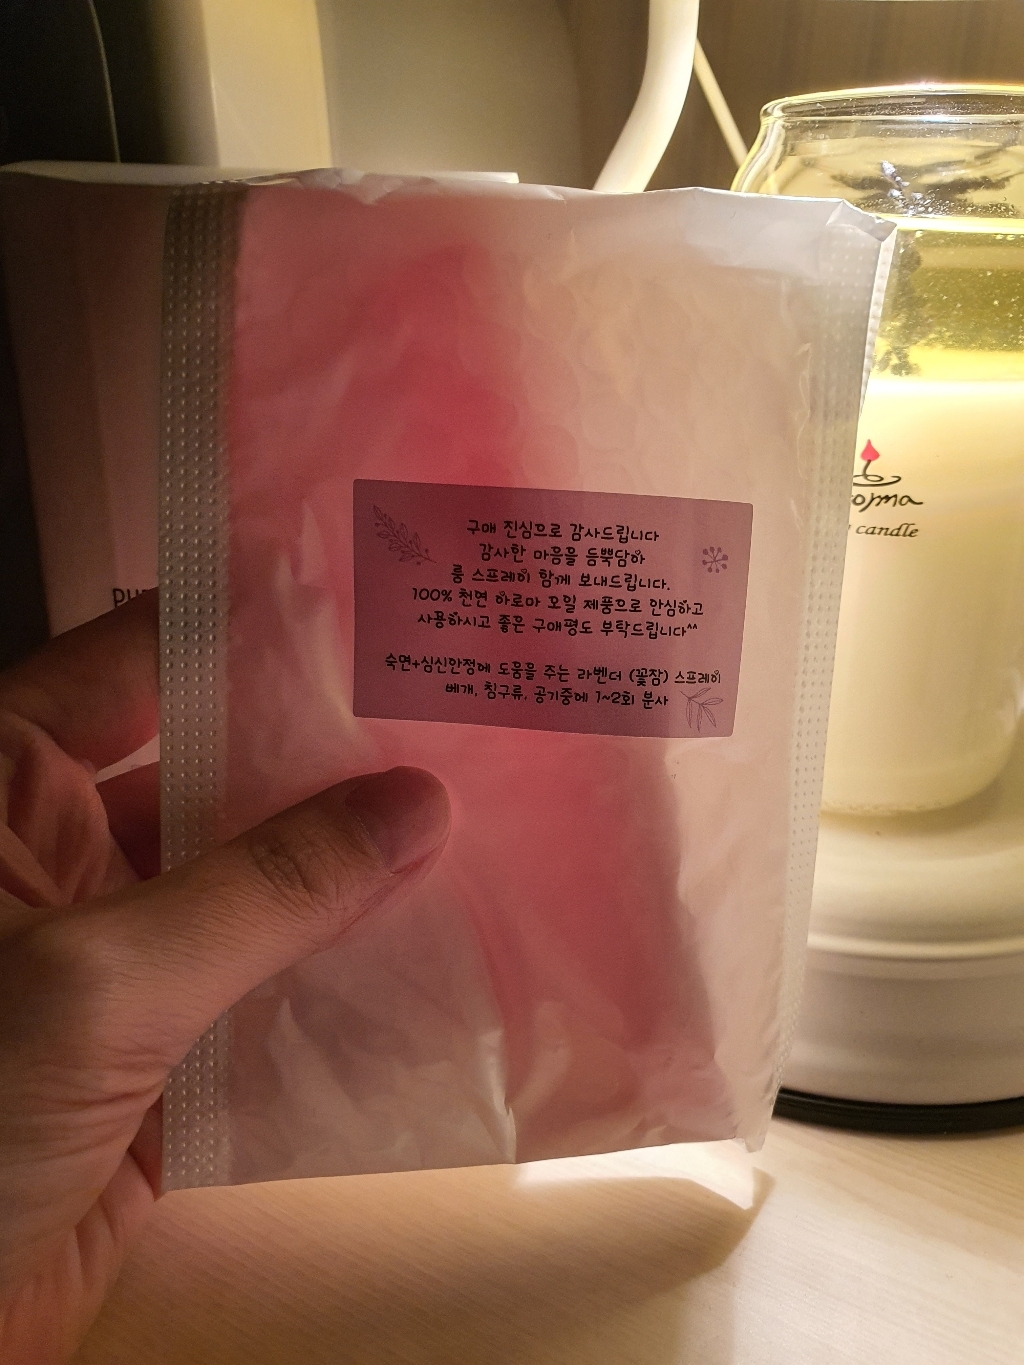 구매 진심으로 감사드립니다
감사한 마음을 듬뿍담아
룸 스프레이 함께 보내드립니다.
100% 천연 아로마 오일 제품으로 안심하고
사용하시고 좋은 구매평도 부탁드립니다^^
숙면+심신안정에 도움을 주는 라벤더 (꽃잠) 스프레이
베개, 침구류, 공기중에 1~2회 분사
candle